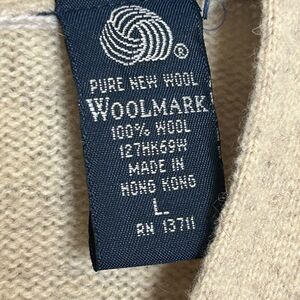 ®
PURE NEW WOOL
WOOLMARK
100% WOOL
127HK69W
MADE IN
HONG KONG
L
RN 13711